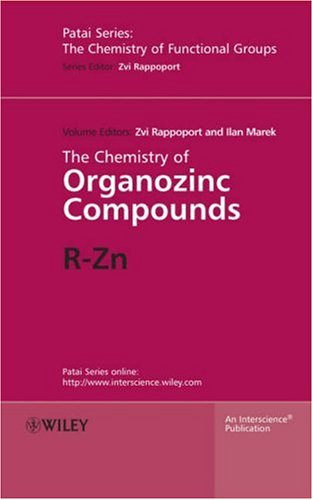 Patai Series:
The Chemistry of Functional Groups
Series Editor: Zvi Rappoport
Volume Editors: Zvi Rappoport and Ilan Marek
The Chemistry of
Organozinc
Compounds
R-Zn
Patai Series online:
http://www.interscience.wiley.com
WILEY
An Interscience®
Publication